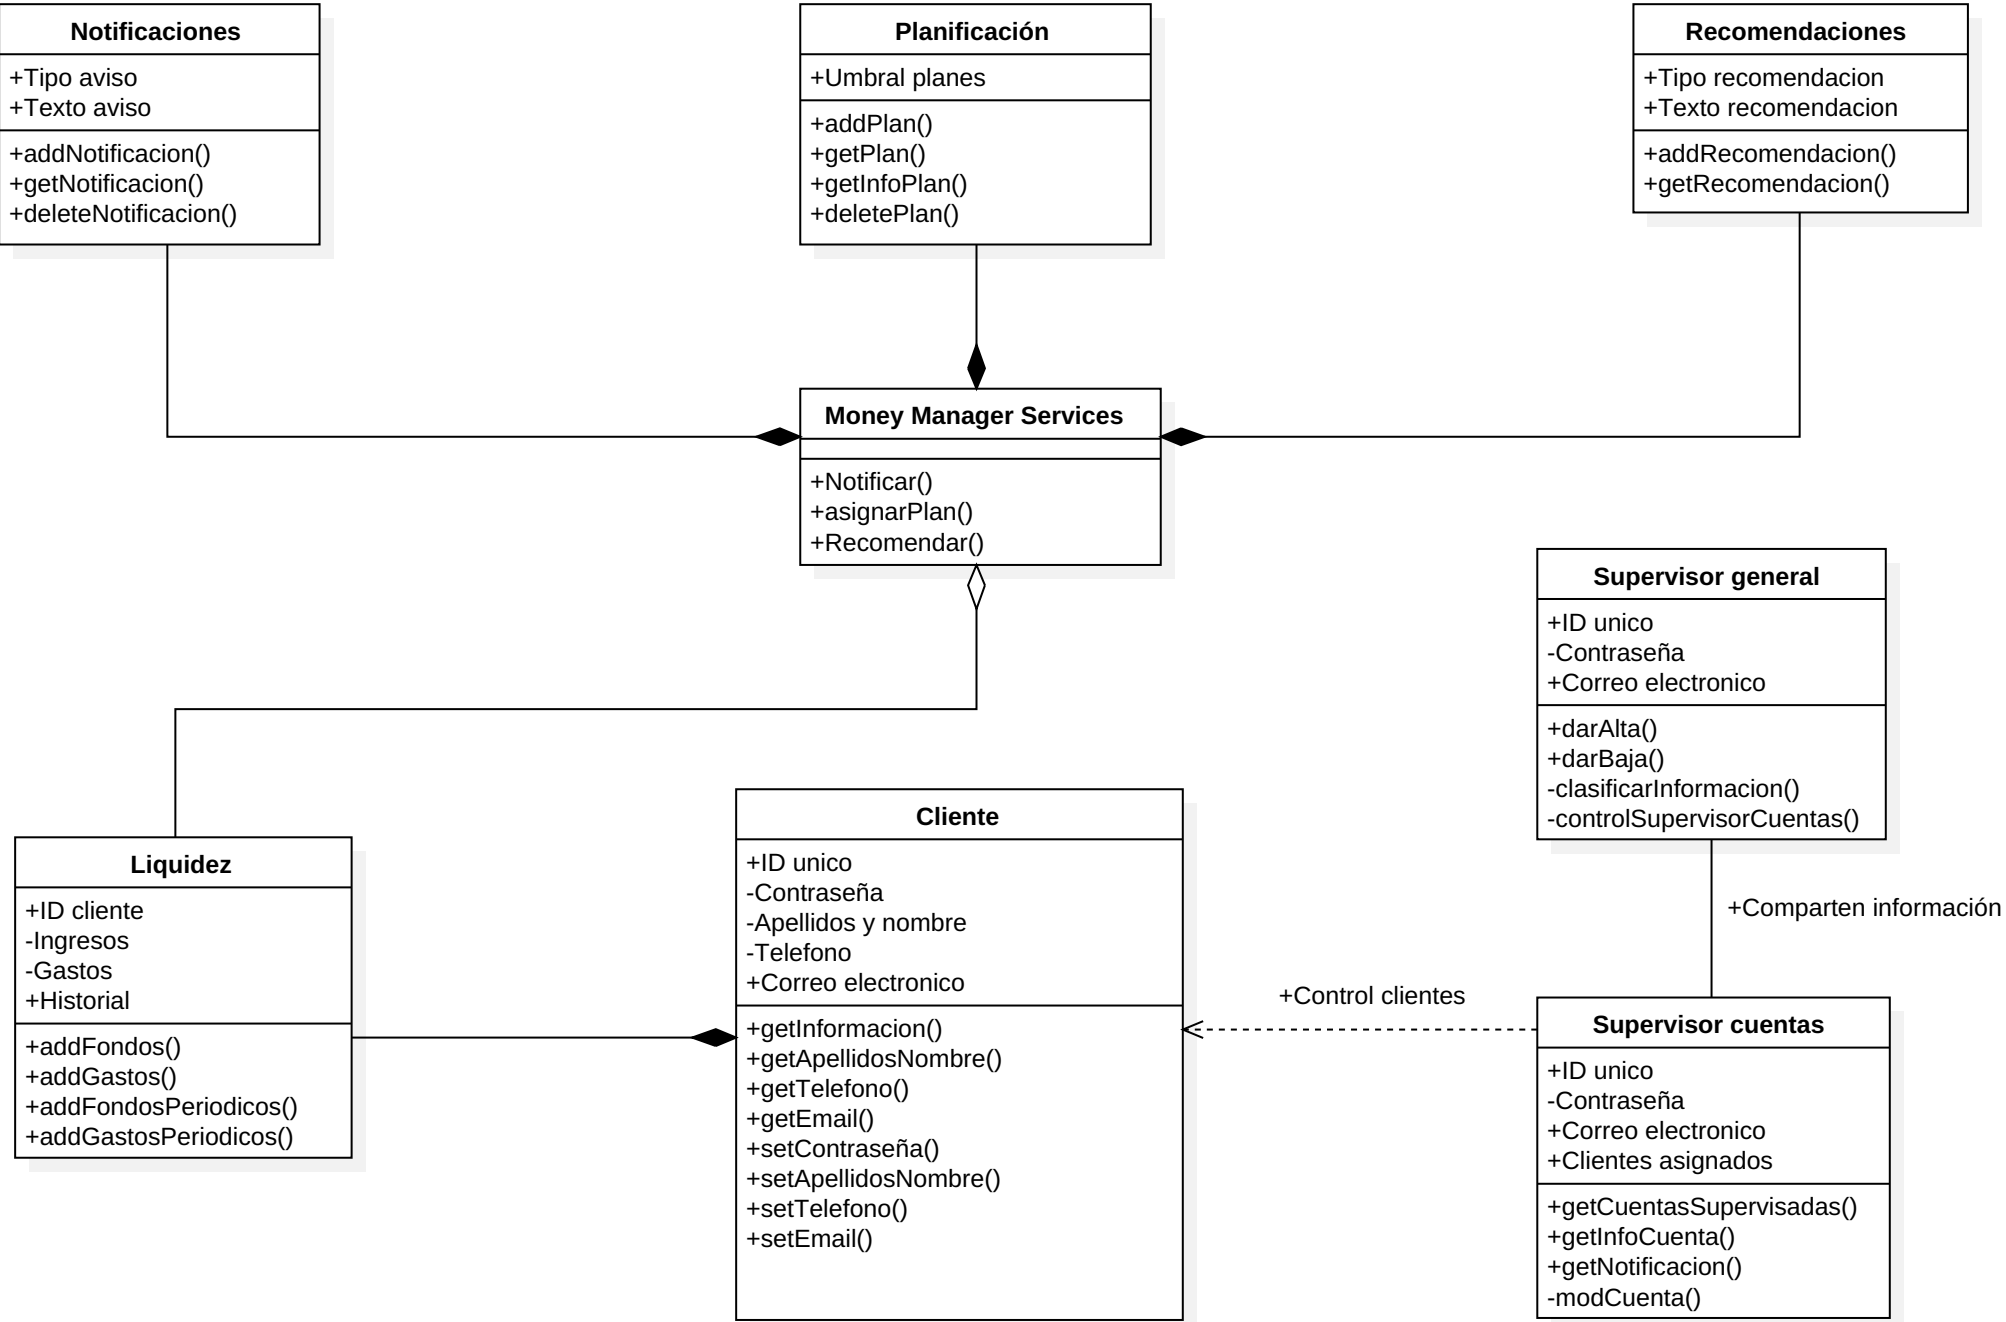 Notificaciones
+Tipo aviso
+Texto aviso
+addNotificacion()
+getNotificacion()
+deleteNotificacion()
Planificación
+Umbral planes
+addPlan()
+getPlan()
+getInfoPlan()
+deletePlan()
Recomendaciones
+Tipo recomendacion
+Texto recomendacion
+addRecomendacion()
+getRecomendacion()
Money Manager Services
+Notificar()
+asignarPlan()
+Recomendar()
Supervisor general
+ID unico
-Contraseña
+Correo electronico
+darAlta()
+darBaja()
-clasificarInformacion()
-controlSupervisorCuentas()
Liquidez
+ID cliente
-Ingresos
-Gastos
+Historial
+addFondos()
+addGastos()
+addFondosPeriodicos()
+addGastosPeriodicos()
Cliente
+ID unico
-Contraseña
-Apellidos y nombre
-Telefono
+Correo electronico
+getInformacion()
+getApellidosNombre()
+getTelefono()
+getEmail()
+setContraseña()
+setApellidosNombre()
+setTelefono()
+setEmail()
+Comparten información
+Control clientes
Supervisor cuentas
+ID unico
-Contraseña
+Correo electronico
+Clientes asignados
+getCuentasSupervisadas()
+getInfoCuenta()
+getNotificacion()
-modCuenta()